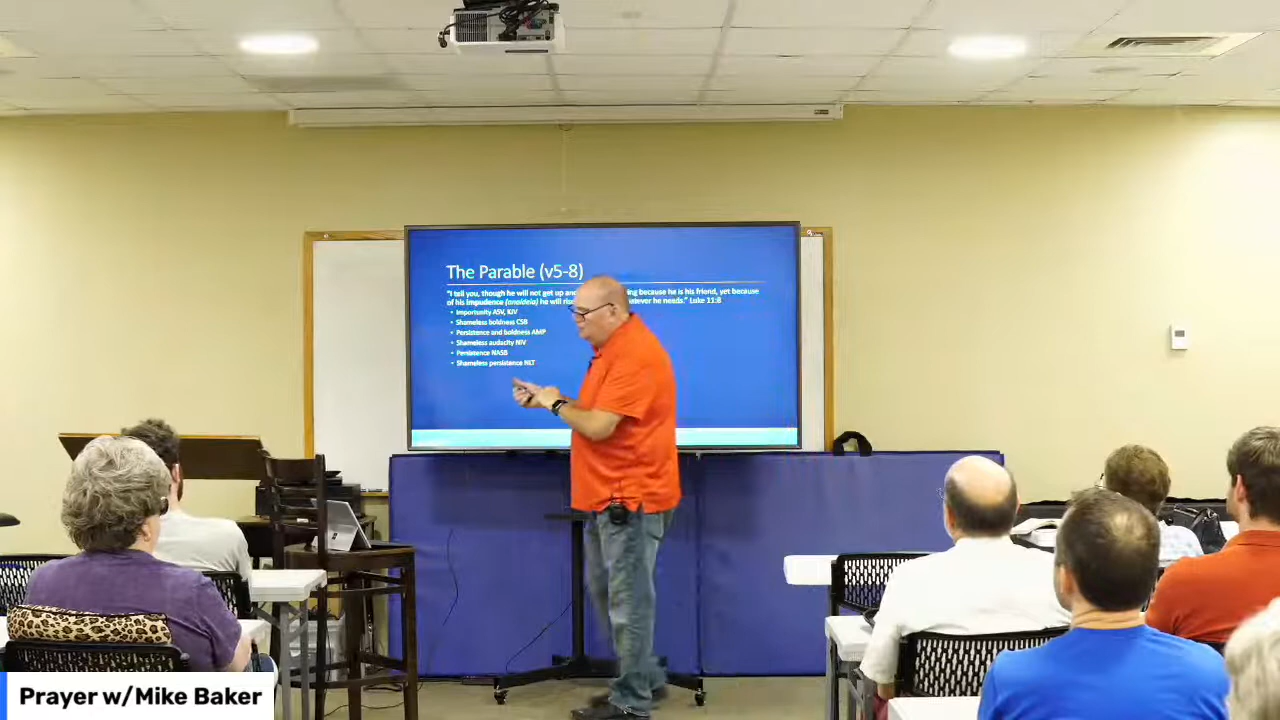 The Parable (v5-8)
"I tell you, though he will not get up and ing because he is his friend, yet because
of his impudence (anaideia) he will rise atever he needs." Luke 11:8
• Importunity ASV, KJV
• Shameless boldness CSB
• Persistence and boldness AMP
• Shameless audacity NIV
• Persistence NASB
• Shameless persistence NLT
Prayer w/Mike Baker